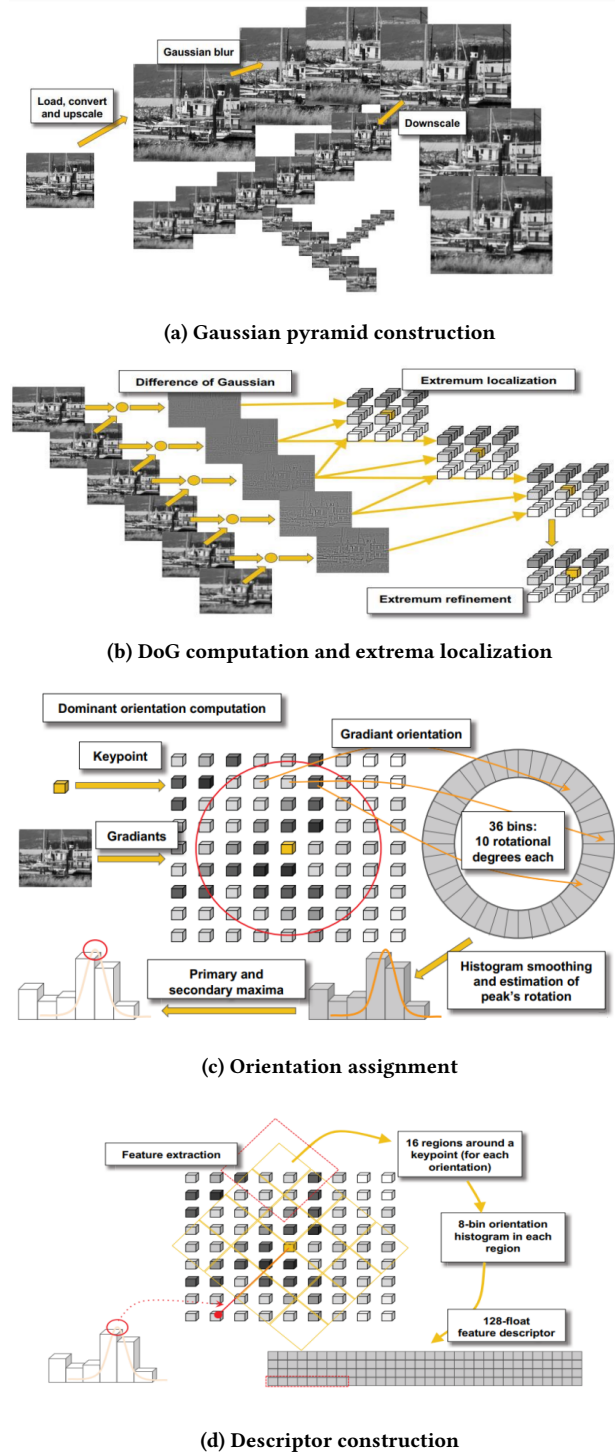 Gaussian blur
Load, convert
and upscale
Downscale
(a) Gaussian pyramid construction
Difference of Gaussian
Extremum localization
Extremum refinement
(b) DoG computation and extrema localization
Dominant orientation computation
Gradiant orientation
Keypoint
Gradiants
36 bins:
10 rotational
degrees each
Primary and
secondary maxima
Histogram smoothing
and estimation of
peak's rotation
(c) Orientation assignment
Feature extraction
16 regions around a
keypoint (for each
orientation)
8-bin orientation
histogram in each
region
128-float
feature descriptor
(d) Descriptor construction